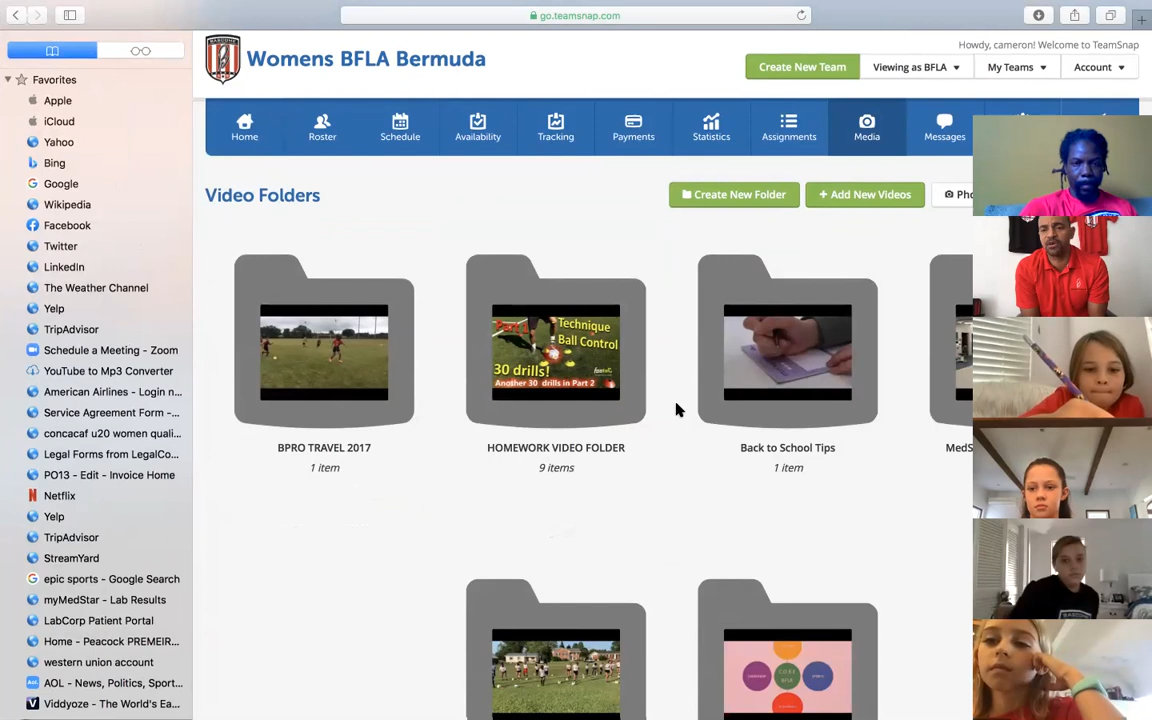 go.teamsnap.com
Favorites
Apple
iCloud
Yahoo
Bing
Google
Wikipedia
Facebook
Twitter
LinkedIn
The Weather Channel
Yelp
TripAdvisor
Schedule a Meeting - Zoom
YouTube to Mp3 Converter
American Airlines - Login n...
Service Agreement Form -...
concacaf u20 women quali...
Legal Forms from LegalCo...
PO13 - Edit - Invoice Home
Netflix
Yelp
TripAdvisor
StreamYard
epic sports - Google Search
myMedStar - Lab Results
LabCorp Patient Portal
Home - Peacock PREMEIR...
western union account
AOL - News, Politics, Sport...
Viddyoze - The World's Ea...
Womens BFLA Bermuda
Howdy, cameron! Welcome to TeamSnap
Create New Team
Viewing as BFLA
My Teams
Account
Home
Roster
Schedule
Availability
Tracking
Payments
Statistics
Assignments
Media
Messages
Video Folders
Create New Folder
+ Add New Videos
Pho
Part 1
Technique
Ball Control
30 drills!
Another 30 drills in Part 2
BPRO TRAVEL 2017
1 item
HOMEWORK VIDEO FOLDER
9 items
Back to School Tips
1 item
MedS